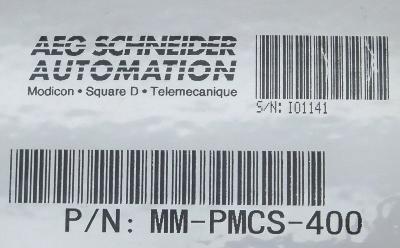 AEG SCHNEIDER
AUTOMATION
Modicon • Square D • Telemecanique
S/N: I01141
P/N: MM-PMCS-400